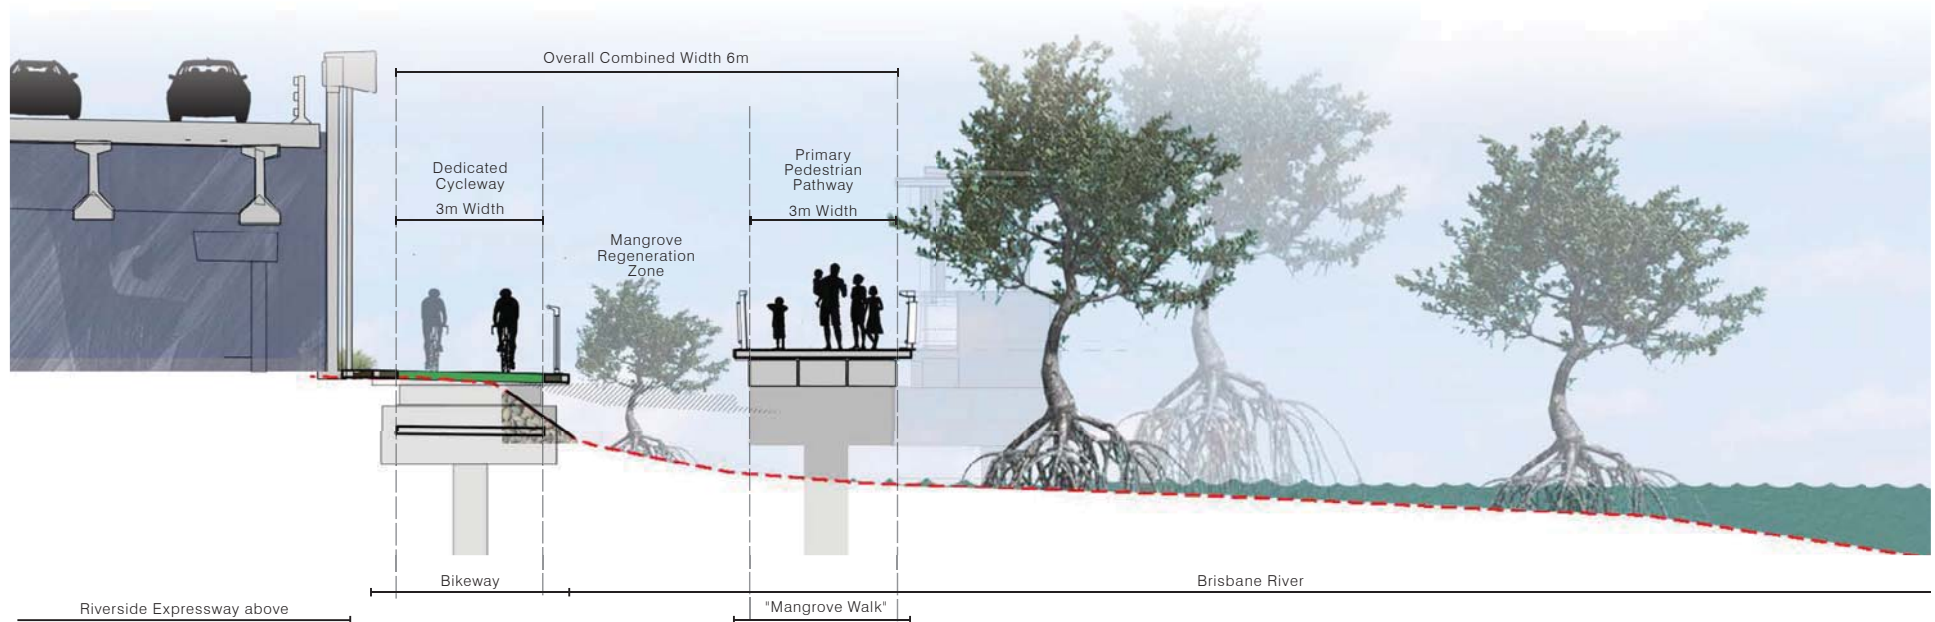 Overall Combined Width 6m
Dedicated
Cycleway
3m Width
Primary
Pedestrian
Pathway
3m Width
Mangrove
Regeneration
Zone
Bikeway
Brisbane River
Riverside Expressway above
"Mangrove Walk"